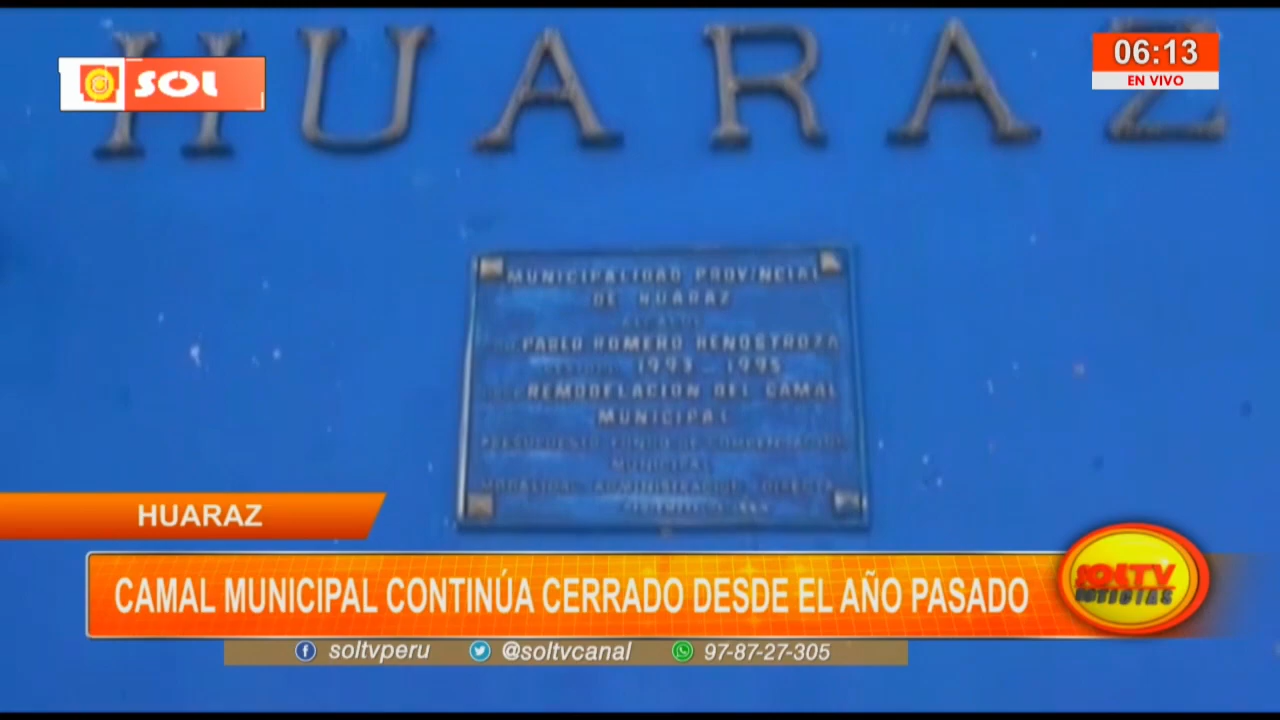 HUARAZ
SOL
06:13
EN VIVO
MUNICIPALIDAD PROVINCIAL
DE HUARAZ
PABLO ROMERO HENOSTROZA
1993 - 1995
REMODELACION DEL CAMAL
MUNICIPAL
MUNICIPAL
HUARAZ
CAMAL MUNICIPAL CONTINÚA CERRADO DESDE EL AÑO PASADO
SOLTV
NOTICIAS
soltvperu @soltvcanal 97-87-27-305